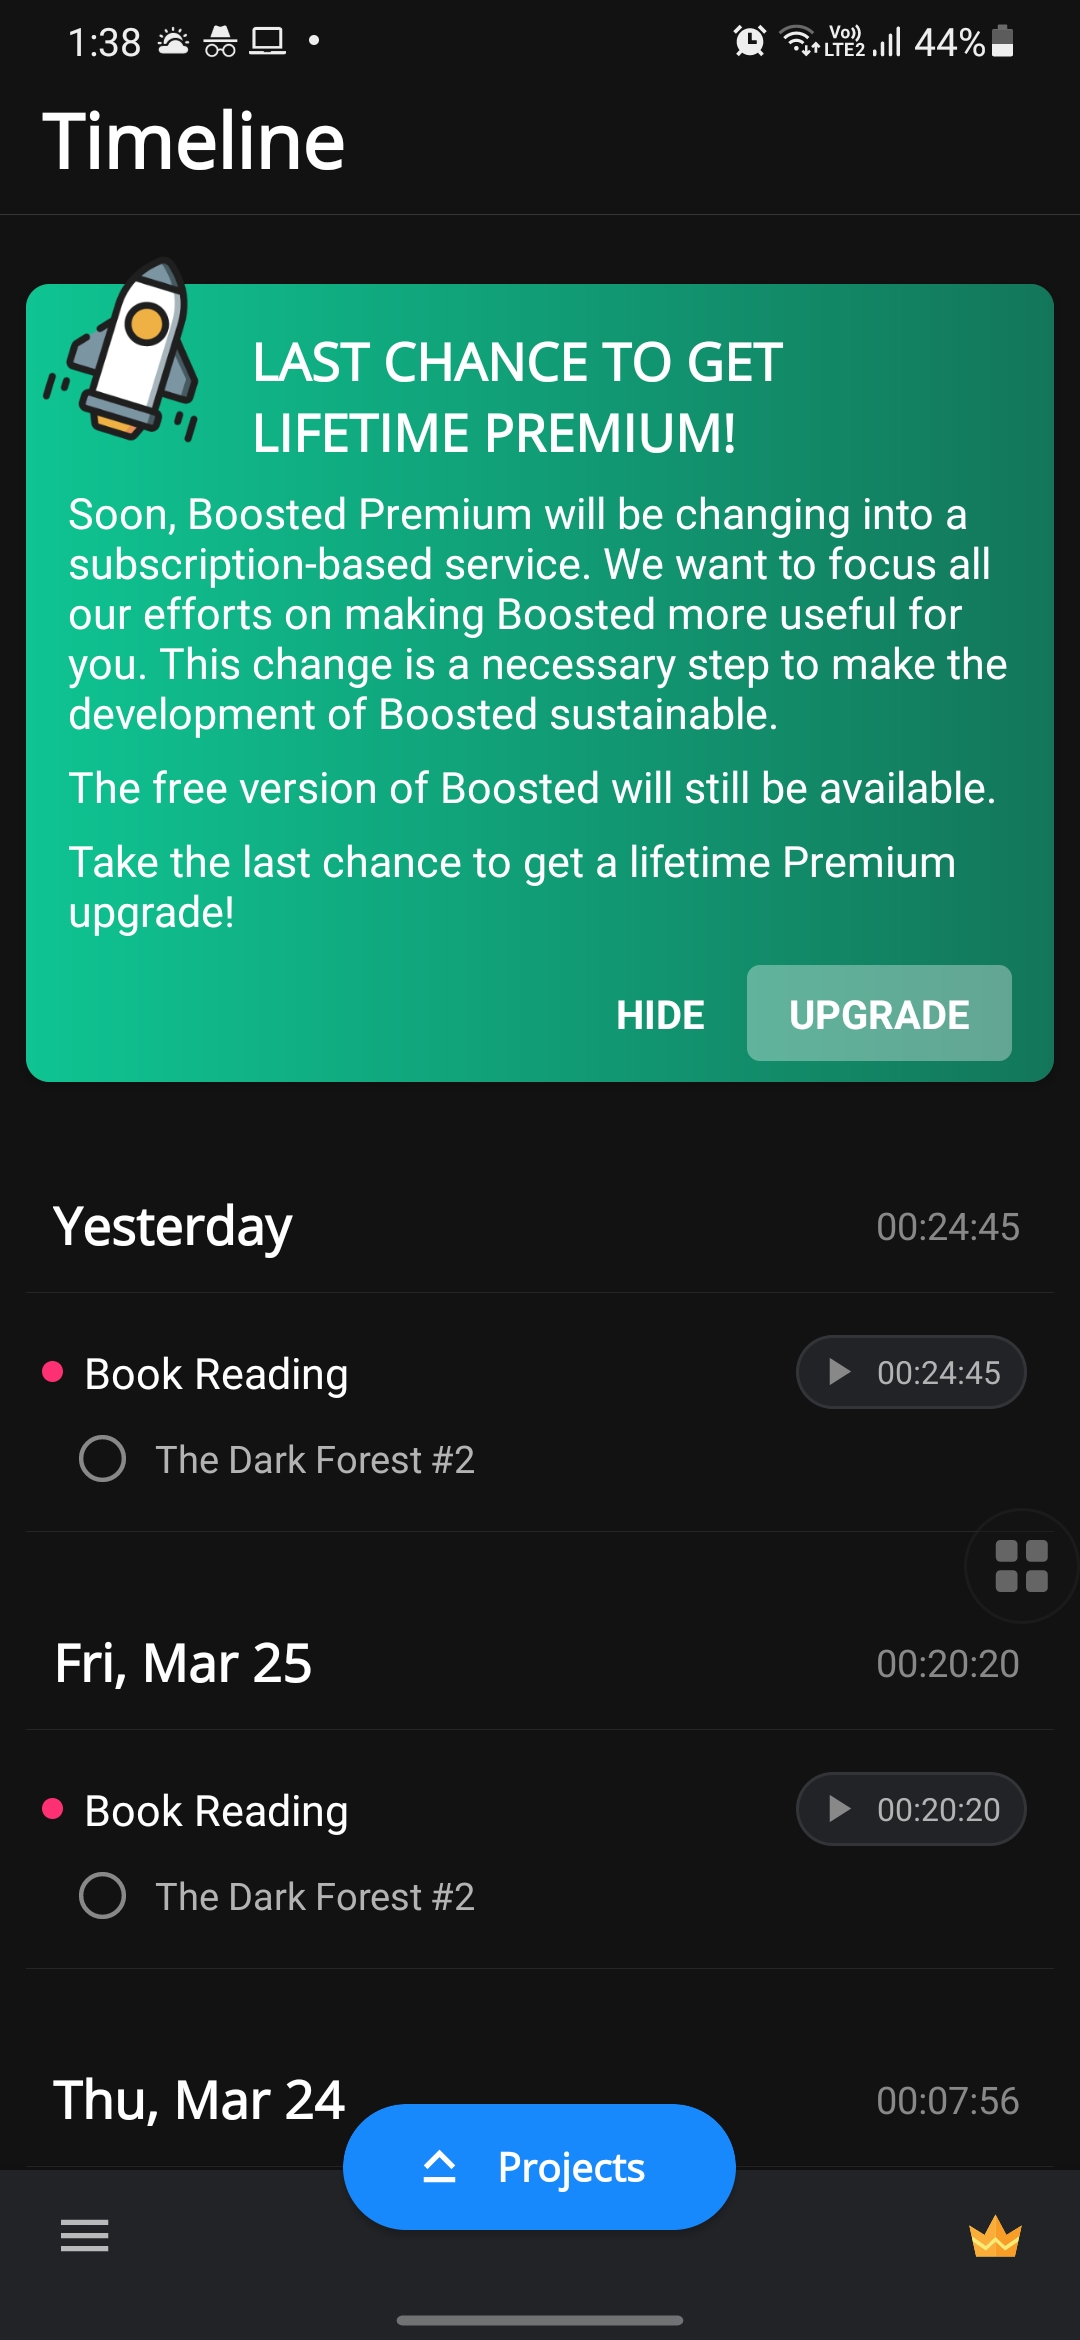 1:38
Vo))
LTE2
44%
Timeline
LAST CHANCE TO GET
LIFETIME PREMIUM!
Soon, Boosted Premium will be changing into a
subscription-based service. We want to focus all
our efforts on making Boosted more useful for
you. This change is a necessary step to make the
development of Boosted sustainable.
The free version of Boosted will still be available.
Take the last chance to get a lifetime Premium
upgrade!
HIDE UPGRADE
Yesterday 00:24:45
Book Reading 00:24:45
The Dark Forest #2
Fri, Mar 25 00:20:20
Book Reading 00:20:20
The Dark Forest #2
Thu, Mar 24 00:07:56
Projects